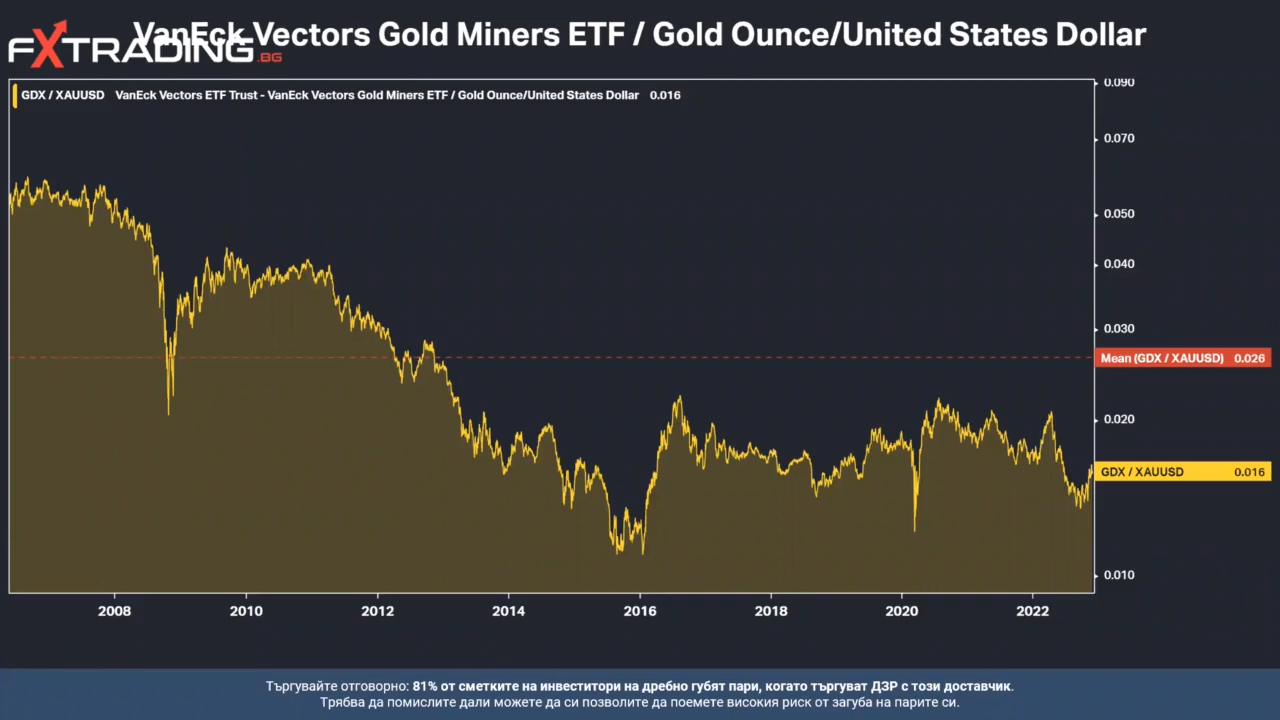 VanEck Vectors Gold Miners ETF / Gold Ounce/United States Dollar
FXTRADING.BG
GDX / XAUUSD VanEck Vectors ETF Trust - VanEck Vectors Gold Miners ETF / Gold Ounce/United States Dollar 0.016
0.090
0.070
0.050
0.040
0.030
Mean (GDX / XAUUSD) 0.026
0.020
GDX / XAUUSD 0.016
0.010
2008 2010 2012 2014 2016 2018 2020 2022
Търгувайте отговорно: 81% от сметките на инвеститори на дребно губят пари, когато търгуват ДЗР с този доставчик.
Трябва да помислите дали можете да си позволите да поемете високия риск от загуба на парите си.